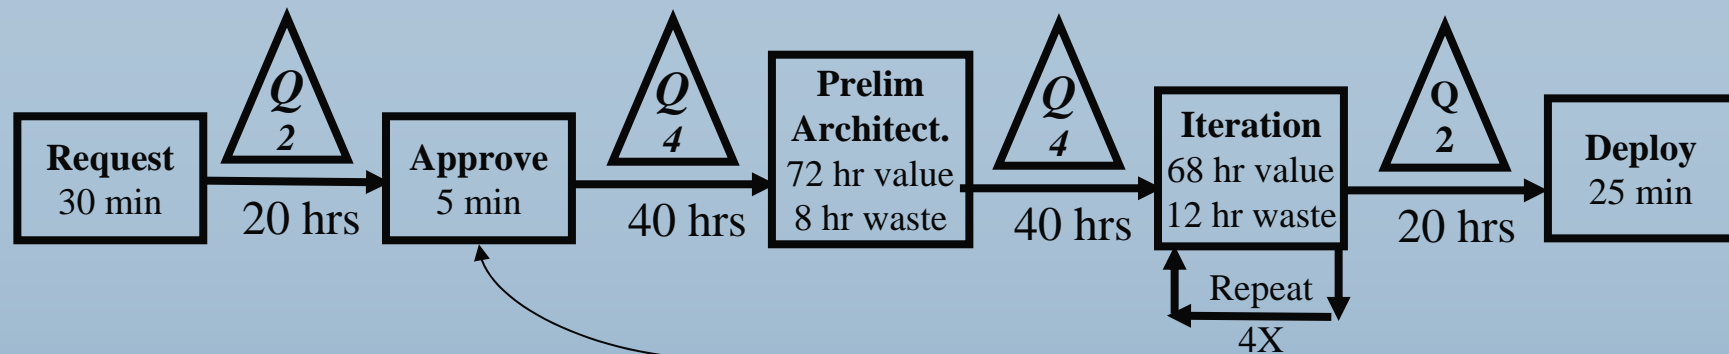 Request
30 min
Q
2
20 hrs
Approve
5 min
Q
4
40 hrs
Prelim
Architect.
72 hr value
8 hr waste
Q
4
40 hrs
Iteration
68 hr value
12 hr waste
Repeat
4X
Q
2
20 hrs
Deploy
25 min